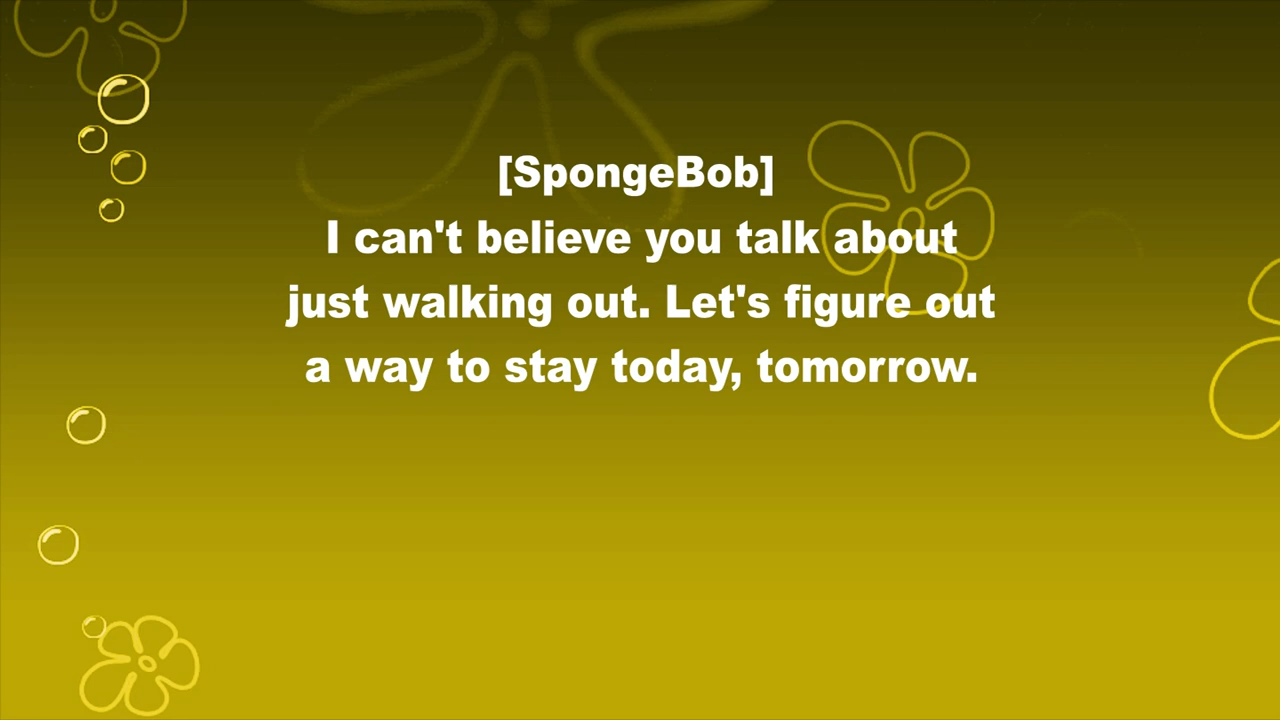 [SpongeBob]
I can't believe you talk about
just walking out. Let's figure out
a way to stay today, tomorrow.